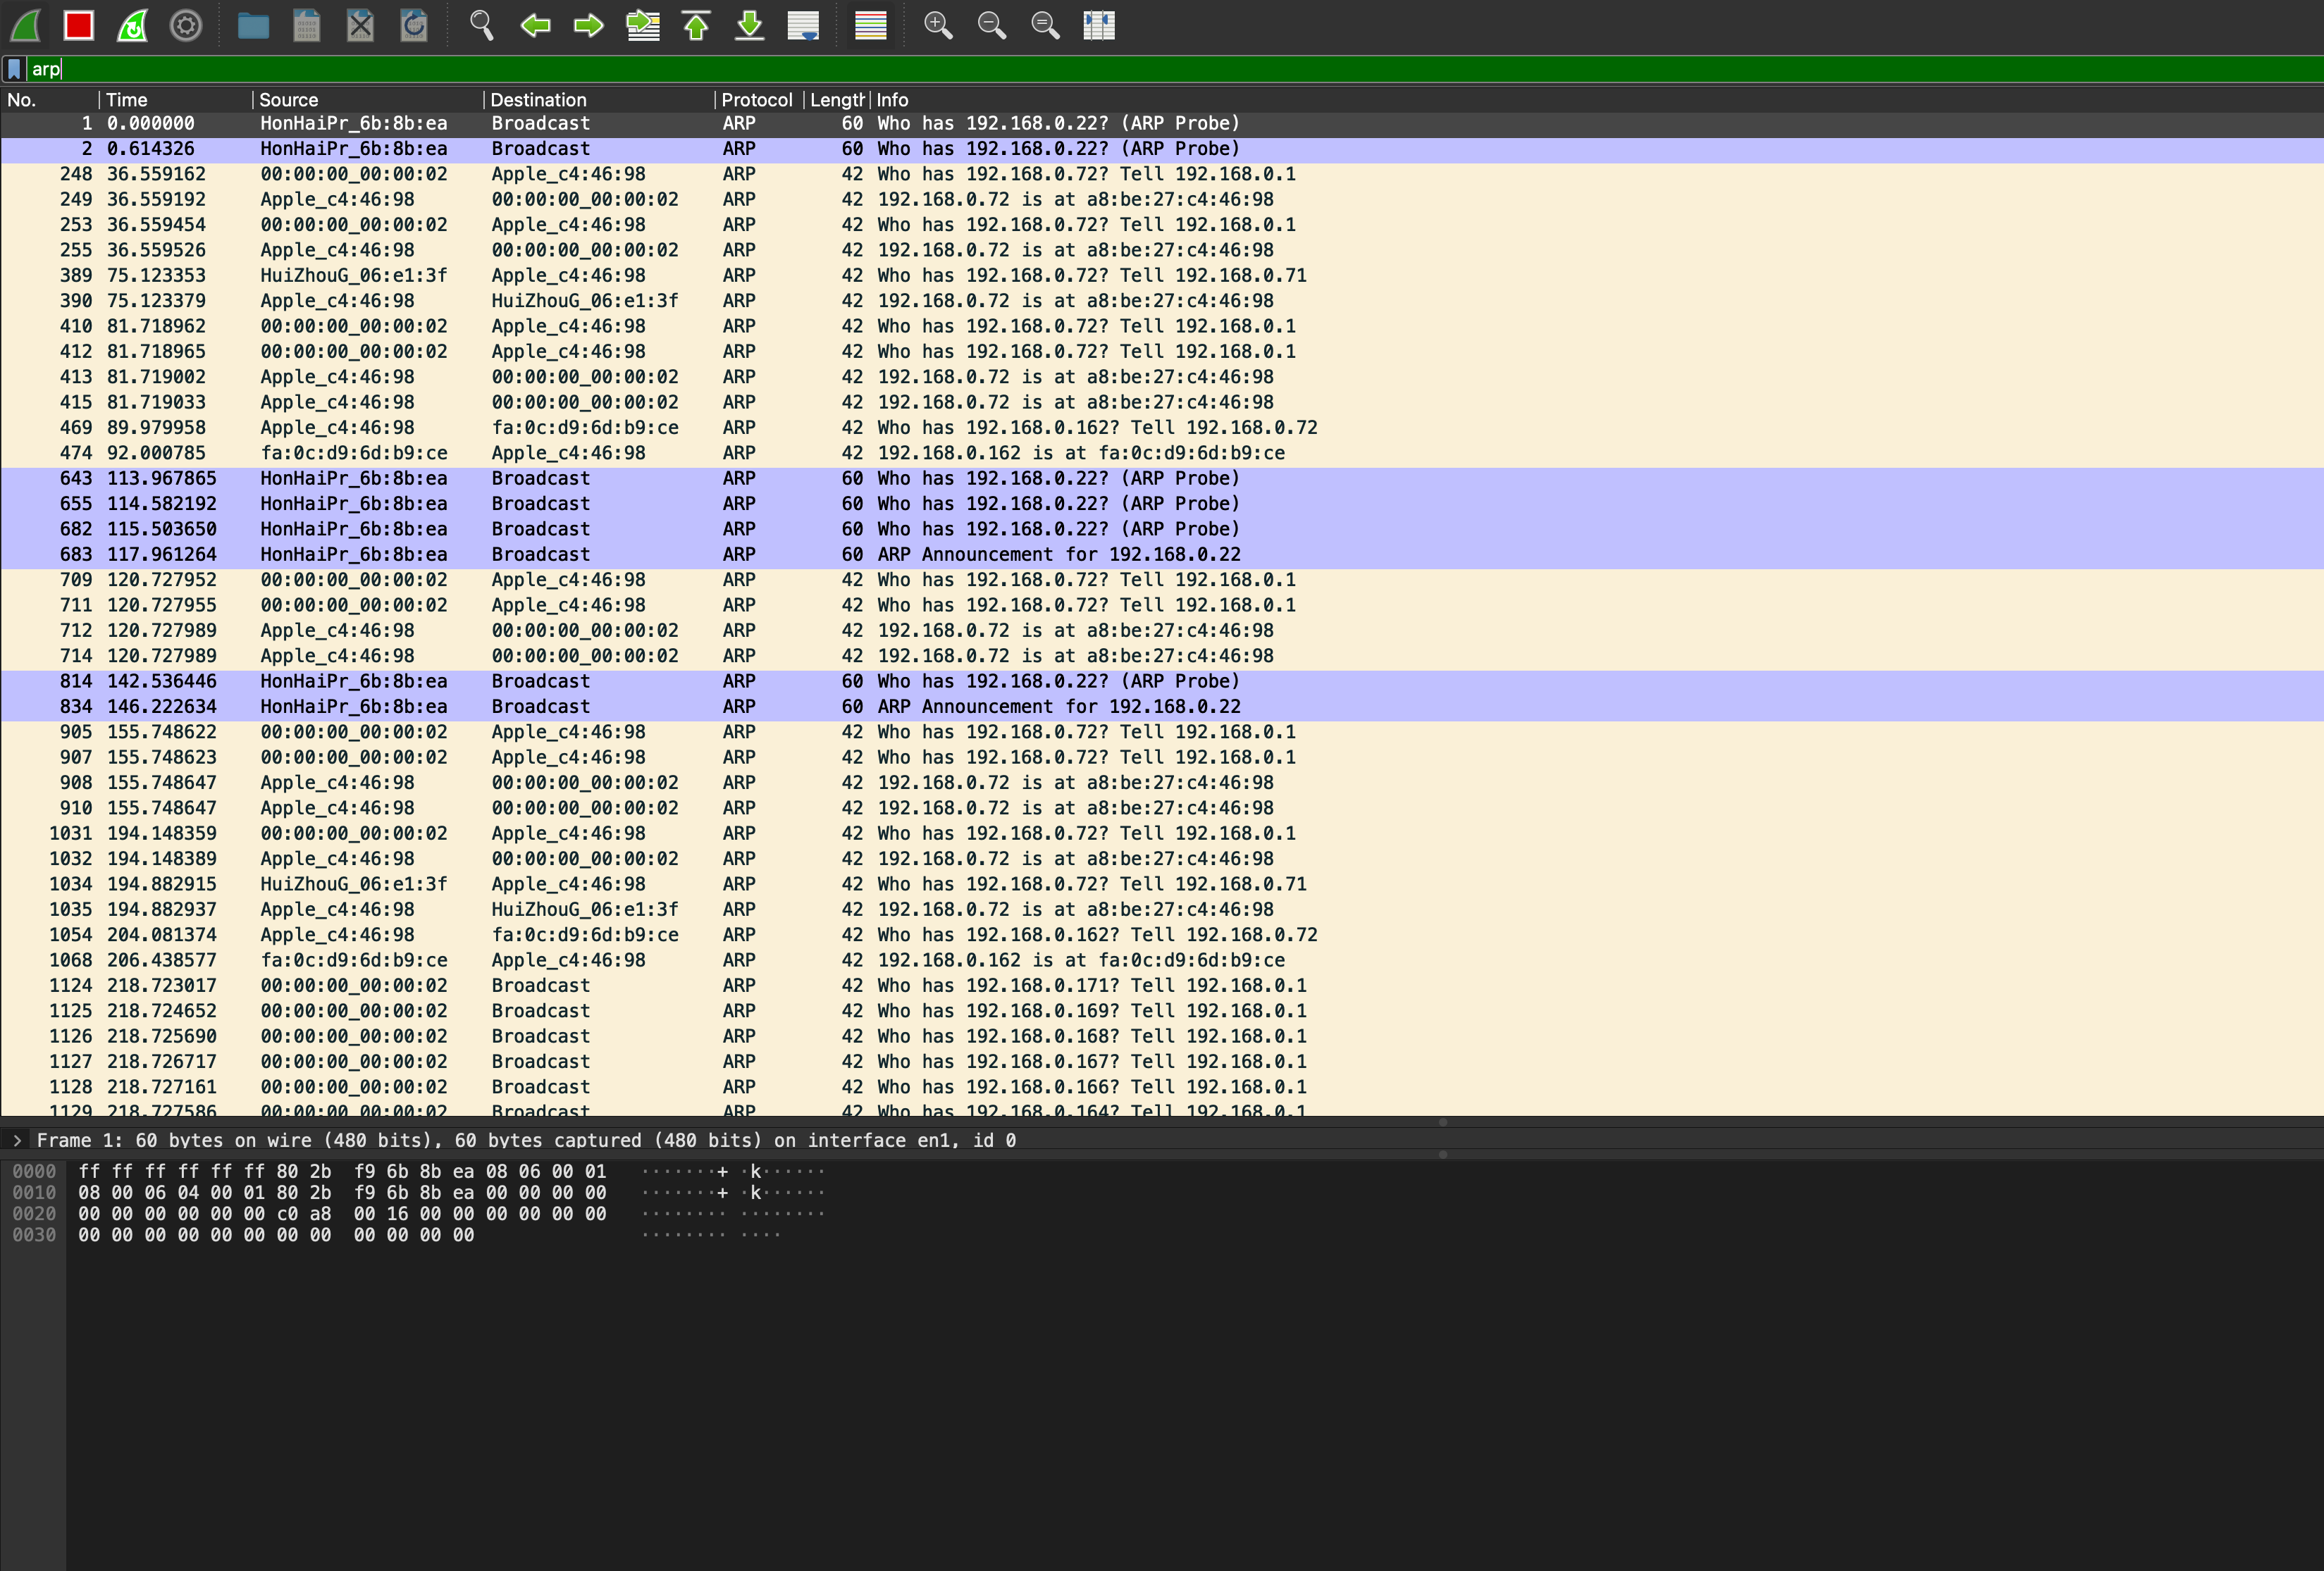 arp
No. Time Source Destination Protocol Length Info
1 0.000000 HonHaiPr_6b:8b:ea Broadcast ARP 60 Who has 192.168.0.22? (ARP Probe)
2 0.614326 HonHaiPr_6b:8b:ea Broadcast ARP 60 Who has 192.168.0.22? (ARP Probe)
248 36.559162 00:00:00_00:00:02 Apple_c4:46:98 ARP 42 Who has 192.168.0.72? Tell 192.168.0.1
249 36.559192 Apple_c4:46:98 00:00:00_00:00:02 ARP 42 192.168.0.72 is at a8:be:27:c4:46:98
253 36.559454 00:00:00_00:00:02 Apple_c4:46:98 ARP 42 Who has 192.168.0.72? Tell 192.168.0.1
255 36.559526 Apple_c4:46:98 00:00:00_00:00:02 ARP 42 192.168.0.72 is at a8:be:27:c4:46:98
389 75.123353 HuiZhouG_06:e1:3f Apple_c4:46:98 ARP 42 Who has 192.168.0.72? Tell 192.168.0.71
390 75.123379 Apple_c4:46:98 HuiZhouG_06:e1:3f ARP 42 192.168.0.72 is at a8:be:27:c4:46:98
410 81.718962 00:00:00_00:00:02 Apple_c4:46:98 ARP 42 Who has 192.168.0.72? Tell 192.168.0.1
412 81.718965 00:00:00_00:00:02 Apple_c4:46:98 ARP 42 Who has 192.168.0.72? Tell 192.168.0.1
413 81.719002 Apple_c4:46:98 00:00:00_00:00:02 ARP 42 192.168.0.72 is at a8:be:27:c4:46:98
415 81.719033 Apple_c4:46:98 00:00:00_00:00:02 ARP 42 192.168.0.72 is at a8:be:27:c4:46:98
469 89.979958 Apple_c4:46:98 fa:0c:d9:6d:b9:ce ARP 42 Who has 192.168.0.162? Tell 192.168.0.72
474 92.000785 fa:0c:d9:6d:b9:ce Apple_c4:46:98 ARP 42 192.168.0.162 is at fa:0c:d9:6d:b9:ce
643 113.967865 HonHaiPr_6b:8b:ea Broadcast ARP 60 Who has 192.168.0.22? (ARP Probe)
655 114.582192 HonHaiPr_6b:8b:ea Broadcast ARP 60 Who has 192.168.0.22? (ARP Probe)
682 115.503650 HonHaiPr_6b:8b:ea Broadcast ARP 60 Who has 192.168.0.22? (ARP Probe)
683 117.961264 HonHaiPr_6b:8b:ea Broadcast ARP 60 ARP Announcement for 192.168.0.22
709 120.727952 00:00:00_00:00:02 Apple_c4:46:98 ARP 42 Who has 192.168.0.72? Tell 192.168.0.1
711 120.727955 00:00:00_00:00:02 Apple_c4:46:98 ARP 42 Who has 192.168.0.72? Tell 192.168.0.1
712 120.727989 Apple_c4:46:98 00:00:00_00:00:02 ARP 42 192.168.0.72 is at a8:be:27:c4:46:98
714 120.727989 Apple_c4:46:98 00:00:00_00:00:02 ARP 42 192.168.0.72 is at a8:be:27:c4:46:98
814 142.536446 HonHaiPr_6b:8b:ea Broadcast ARP 60 Who has 192.168.0.22? (ARP Probe)
834 146.222634 HonHaiPr_6b:8b:ea Broadcast ARP 60 ARP Announcement for 192.168.0.22
905 155.748622 00:00:00_00:00:02 Apple_c4:46:98 ARP 42 Who has 192.168.0.72? Tell 192.168.0.1
907 155.748623 00:00:00_00:00:02 Apple_c4:46:98 ARP 42 Who has 192.168.0.72? Tell 192.168.0.1
908 155.748647 Apple_c4:46:98 00:00:00_00:00:02 ARP 42 192.168.0.72 is at a8:be:27:c4:46:98
910 155.748647 Apple_c4:46:98 00:00:00_00:00:02 ARP 42 192.168.0.72 is at a8:be:27:c4:46:98
1031 194.148359 00:00:00_00:00:02 Apple_c4:46:98 ARP 42 Who has 192.168.0.72? Tell 192.168.0.1
1032 194.148389 Apple_c4:46:98 00:00:00_00:00:02 ARP 42 192.168.0.72 is at a8:be:27:c4:46:98
1034 194.882915 HuiZhouG_06:e1:3f Apple_c4:46:98 ARP 42 Who has 192.168.0.72? Tell 192.168.0.71
1035 194.882937 Apple_c4:46:98 HuiZhouG_06:e1:3f ARP 42 192.168.0.72 is at a8:be:27:c4:46:98
1054 204.081374 Apple_c4:46:98 fa:0c:d9:6d:b9:ce ARP 42 Who has 192.168.0.162? Tell 192.168.0.72
1068 206.438577 fa:0c:d9:6d:b9:ce Apple_c4:46:98 ARP 42 192.168.0.162 is at fa:0c:d9:6d:b9:ce
1124 218.723017 00:00:00_00:00:02 Broadcast ARP 42 Who has 192.168.0.171? Tell 192.168.0.1
1125 218.724652 00:00:00_00:00:02 Broadcast ARP 42 Who has 192.168.0.169? Tell 192.168.0.1
1126 218.725690 00:00:00_00:00:02 Broadcast ARP 42 Who has 192.168.0.168? Tell 192.168.0.1
1127 218.726717 00:00:00_00:00:02 Broadcast ARP 42 Who has 192.168.0.167? Tell 192.168.0.1
1128 218.727161 00:00:00_00:00:02 Broadcast ARP 42 Who has 192.168.0.166? Tell 192.168.0.1
1129 218.727586 00:00:00_00:00:02 Broadcast ARP 42 Who has 192.168.0.164? Tell 192.168.0.1
> Frame 1: 60 bytes on wire (480 bits), 60 bytes captured (480 bits) on interface en1, id 0
0000 ff ff ff ff ff ff 80 2b f9 6b 8b ea 08 06 00 01 ·······+ ·k······
0010 08 00 06 04 00 01 80 2b f9 6b 8b ea 00 00 00 00 ·······+ ·k······
0020 00 00 00 00 00 00 c0 a8 00 16 00 00 00 00 00 00 ········ ········
0030 00 00 00 00 00 00 00 00 00 00 00 00 ········ ····